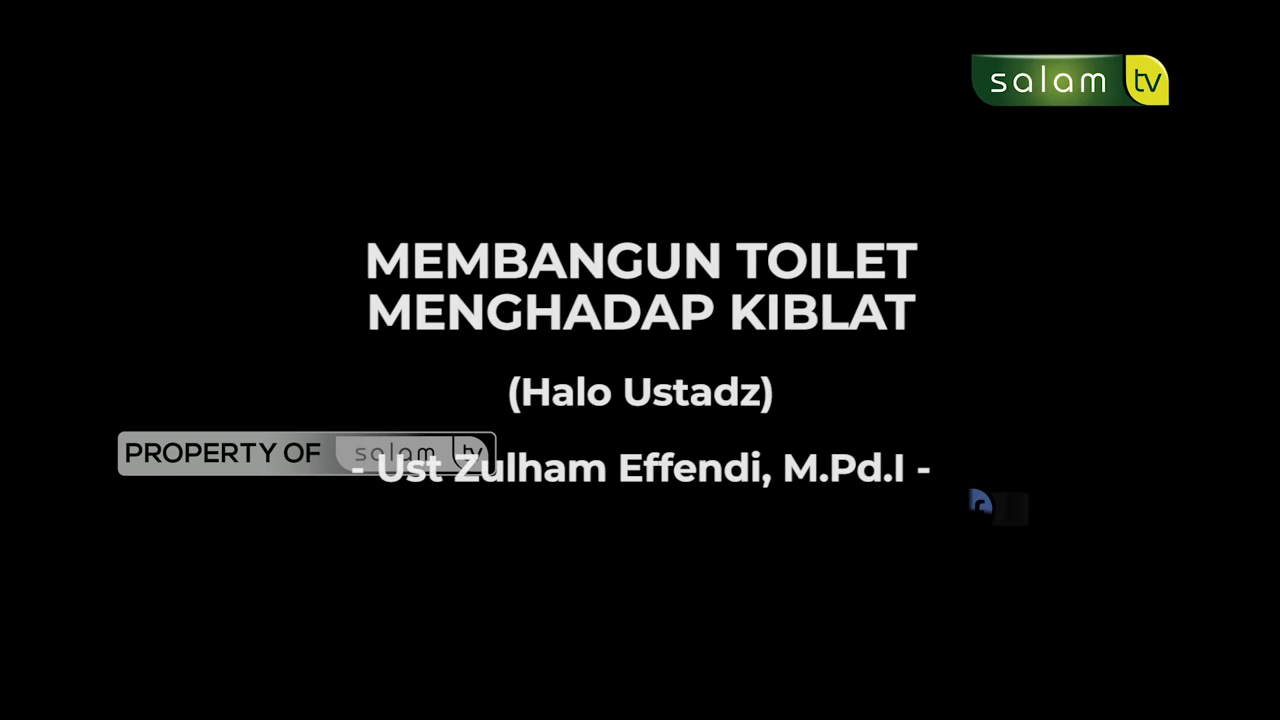 salam tv
MEMBANGUN TOILET
MENGHADAP KIBLAT
(Halo Ustadz)
PROPERTY OF salam tv
- Ust Zulham Effendi, M.Pd.I -